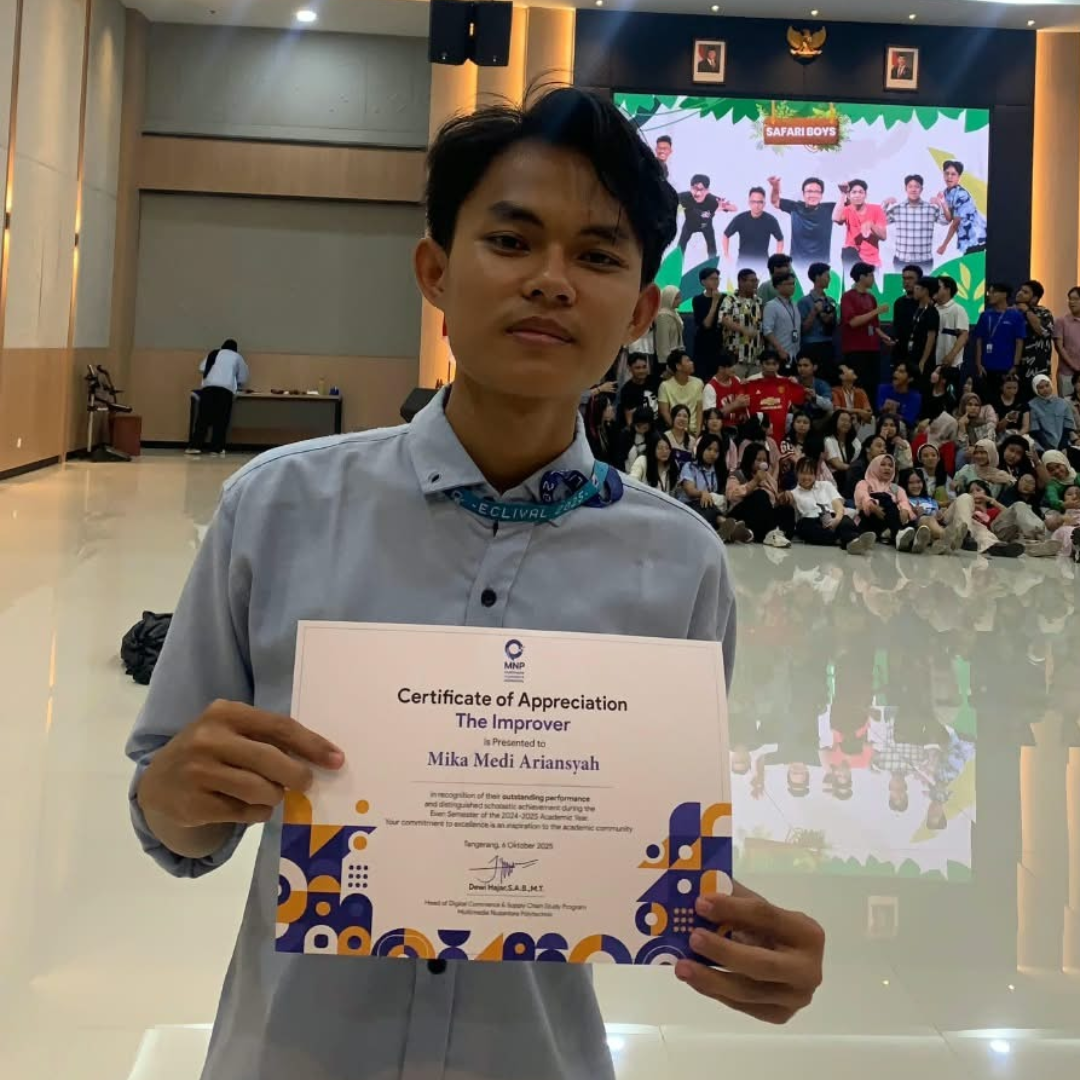 SAFARI BOYS
ECLIVAL 2025
MNP
Certificate of Appreciation
The Improver
is Presented to
Mika Medi Ariansyah
in recognition of their outstanding performance
and distinguished scholastic achievement during the
Even Semester of the 2024-2025 Academic Year.
Your commitment to excellence is an inspiration to the academic community
Tangerang, 6 Oktober 2025
Dewi Hajar, S.A.B., M.T.
Head of Digital Commerce & Supply Chain Study Program
Multimedia Nusantara Polytechnic